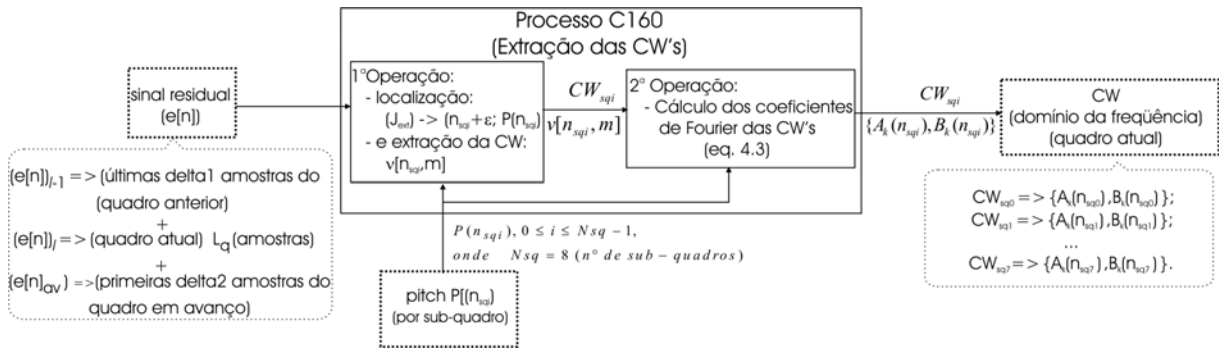 Processo C160
(Extração das CW's)
sinal residual
(e[n])
1ªOperação:
- localização:
(J_ext) -> (n_sqi+ε; P(n_sqi)
- e extração da CW:
v[n_sqi,m]
CW_sqi
v[n_sqi, m]
2ª Operação:
- Cálculo dos coeficientes
de Fourier das CW's
(eq. 4.3)
CW_sqi
{A_k(n_sqi), B_k(n_sqi)}
CW
(domínio da freqüência)
(quadro atual)
(e[n])_l-1 => (últimas delta1 amostras do
(quadro anterior)
+
(e[n])_l => (quadro atual) L_q (amostras)
+
(e[n]_av) =>(primeiras delta2 amostras do
quadro em avanço)
P(n_sqi), 0 ≤ i ≤ Nsq - 1,
onde Nsq = 8 (n° de sub-quadros)
pitch P[(n_sqi)
(por sub-quadro)
CW_sq0 => {A_k(n_sq0),B_k(n_sq0)};
CW_sq1 => {A_k(n_sq1),B_k(n_sq1)};
...
CW_sq7 => {A_k(n_sq7),B_k(n_sq7)}.